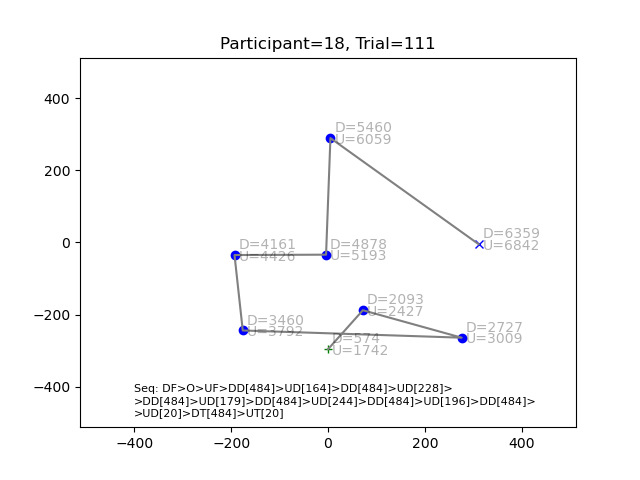 Participant=18, Trial=111
400
200
0
−200
−400
−400
−200
0
200
400
D=5460
U=6059
D=6359
U=6842
D=4161
U=4426
D=4878
U=5193
D=2093
U=2427
D=3460
U=3792
D=2727
U=3009
D=574
U=1742
Seq: DF>O>UF>DD[484]>UD[164]>DD[484]>UD[228]>
>DD[484]>UD[179]>DD[484]>UD[244]>DD[484]>UD[196]>DD[484]>
>UD[20]>DT[484]>UT[20]